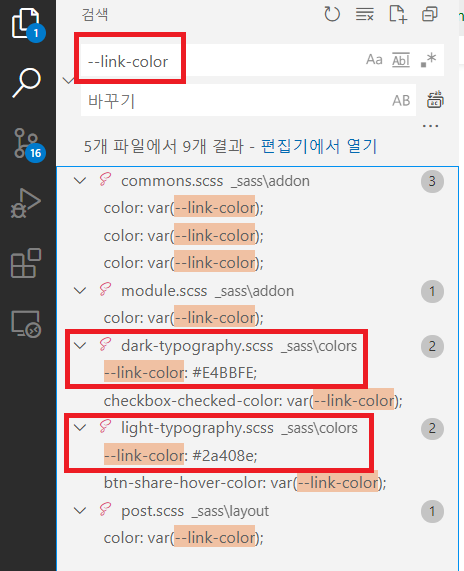 검색
1
--link-color
Aa Abl .*
바꾸기
AB
16
5개 파일에서 9개 결과 - 편집기에서 열기
commons.scss _sass\addon 3
color: var(--link-color);
color: var(--link-color);
color: var(--link-color);
module.scss _sass\addon 1
color: var(--link-color);
dark-typography.scss _sass\colors 2
--link-color: #E4BBFE;
checkbox-checked-color: var(--link-color);
light-typography.scss _sass\colors 2
--link-color: #2a408e;
btn-share-hover-color: var(--link-color);
post.scss _sass\layout 1
color: var(--link-color);